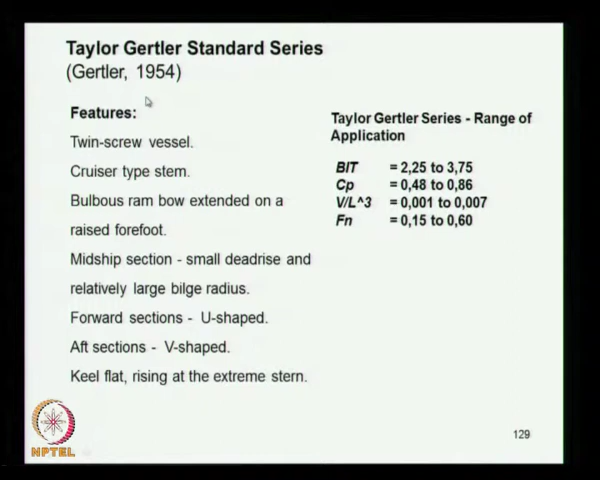 Taylor Gertler Standard Series
(Gertler, 1954)
Features:
Twin-screw vessel.
Cruiser type stem.
Bulbous ram bow extended on a
raised forefoot.
Midship section - small deadrise and
relatively large bilge radius.
Forward sections - U-shaped.
Aft sections - V-shaped.
Keel flat, rising at the extreme stern.
Taylor Gertler Series - Range of
Application
B/T = 2,25 to 3,75
Cp = 0,48 to 0,86
V/L^3 = 0,001 to 0,007
Fn = 0,15 to 0,60
NPTEL
129